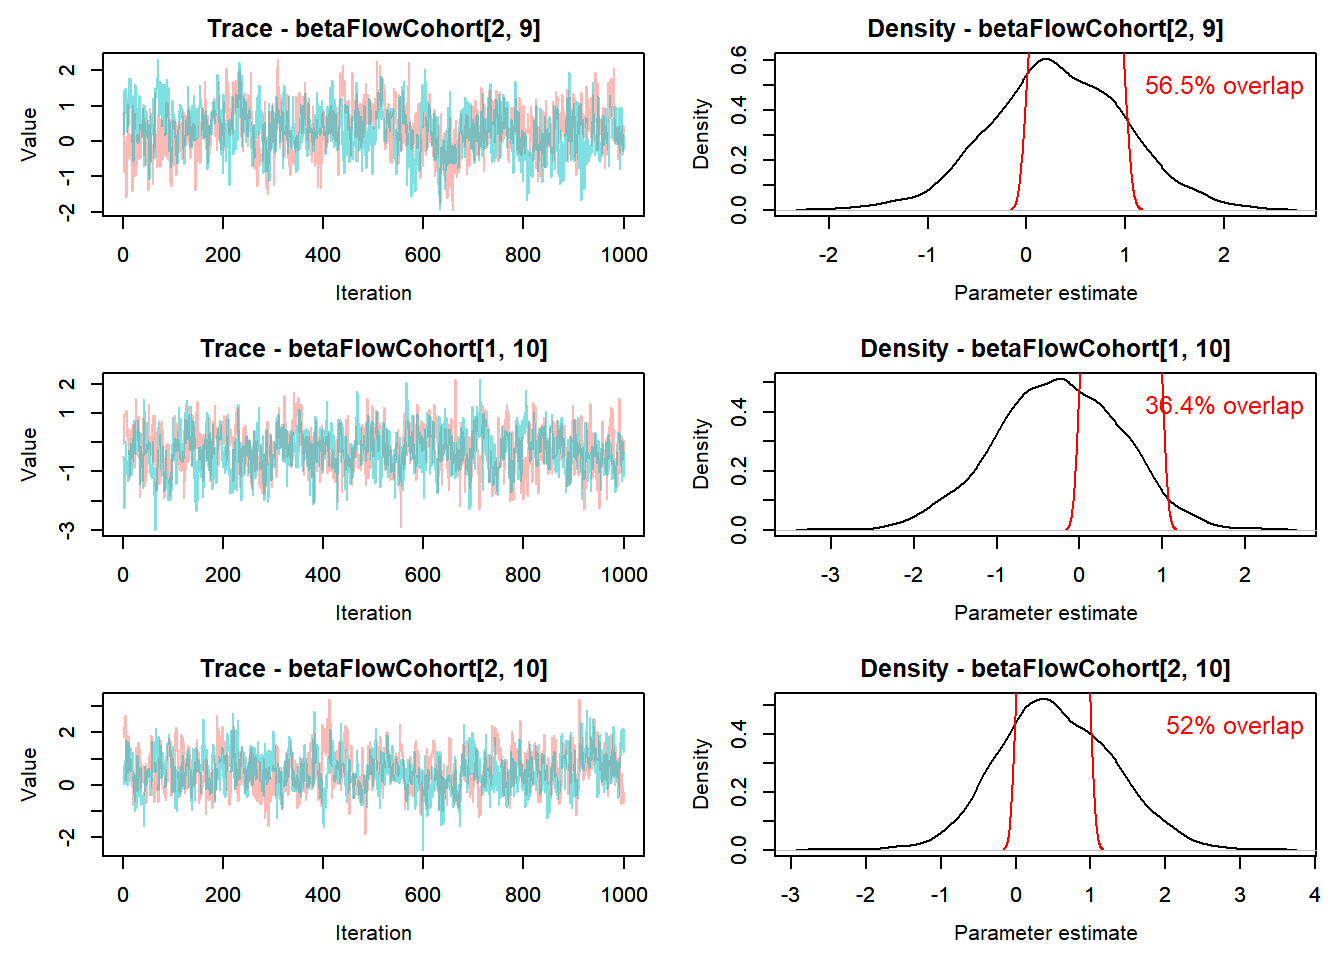 Trace - betaFlowCohort[2, 9]
Value
2
1
0
-1
-2
0 200 400 600 800 1000
Iteration
Density - betaFlowCohort[2, 9]
Density
0.6
0.4
0.2
0.0
56.5% overlap
-2 -1 0 1 2
Parameter estimate
Trace - betaFlowCohort[1, 10]
Value
2
1
-1
-3
0 200 400 600 800 1000
Iteration
Density - betaFlowCohort[1, 10]
Density
0.4
0.2
0.0
36.4% overlap
-3 -2 -1 0 1 2
Parameter estimate
Trace - betaFlowCohort[2, 10]
Value
2
0
-2
0 200 400 600 800 1000
Iteration
Density - betaFlowCohort[2, 10]
Density
0.4
0.2
0.0
52% overlap
-3 -2 -1 0 1 2 3 4
Parameter estimate